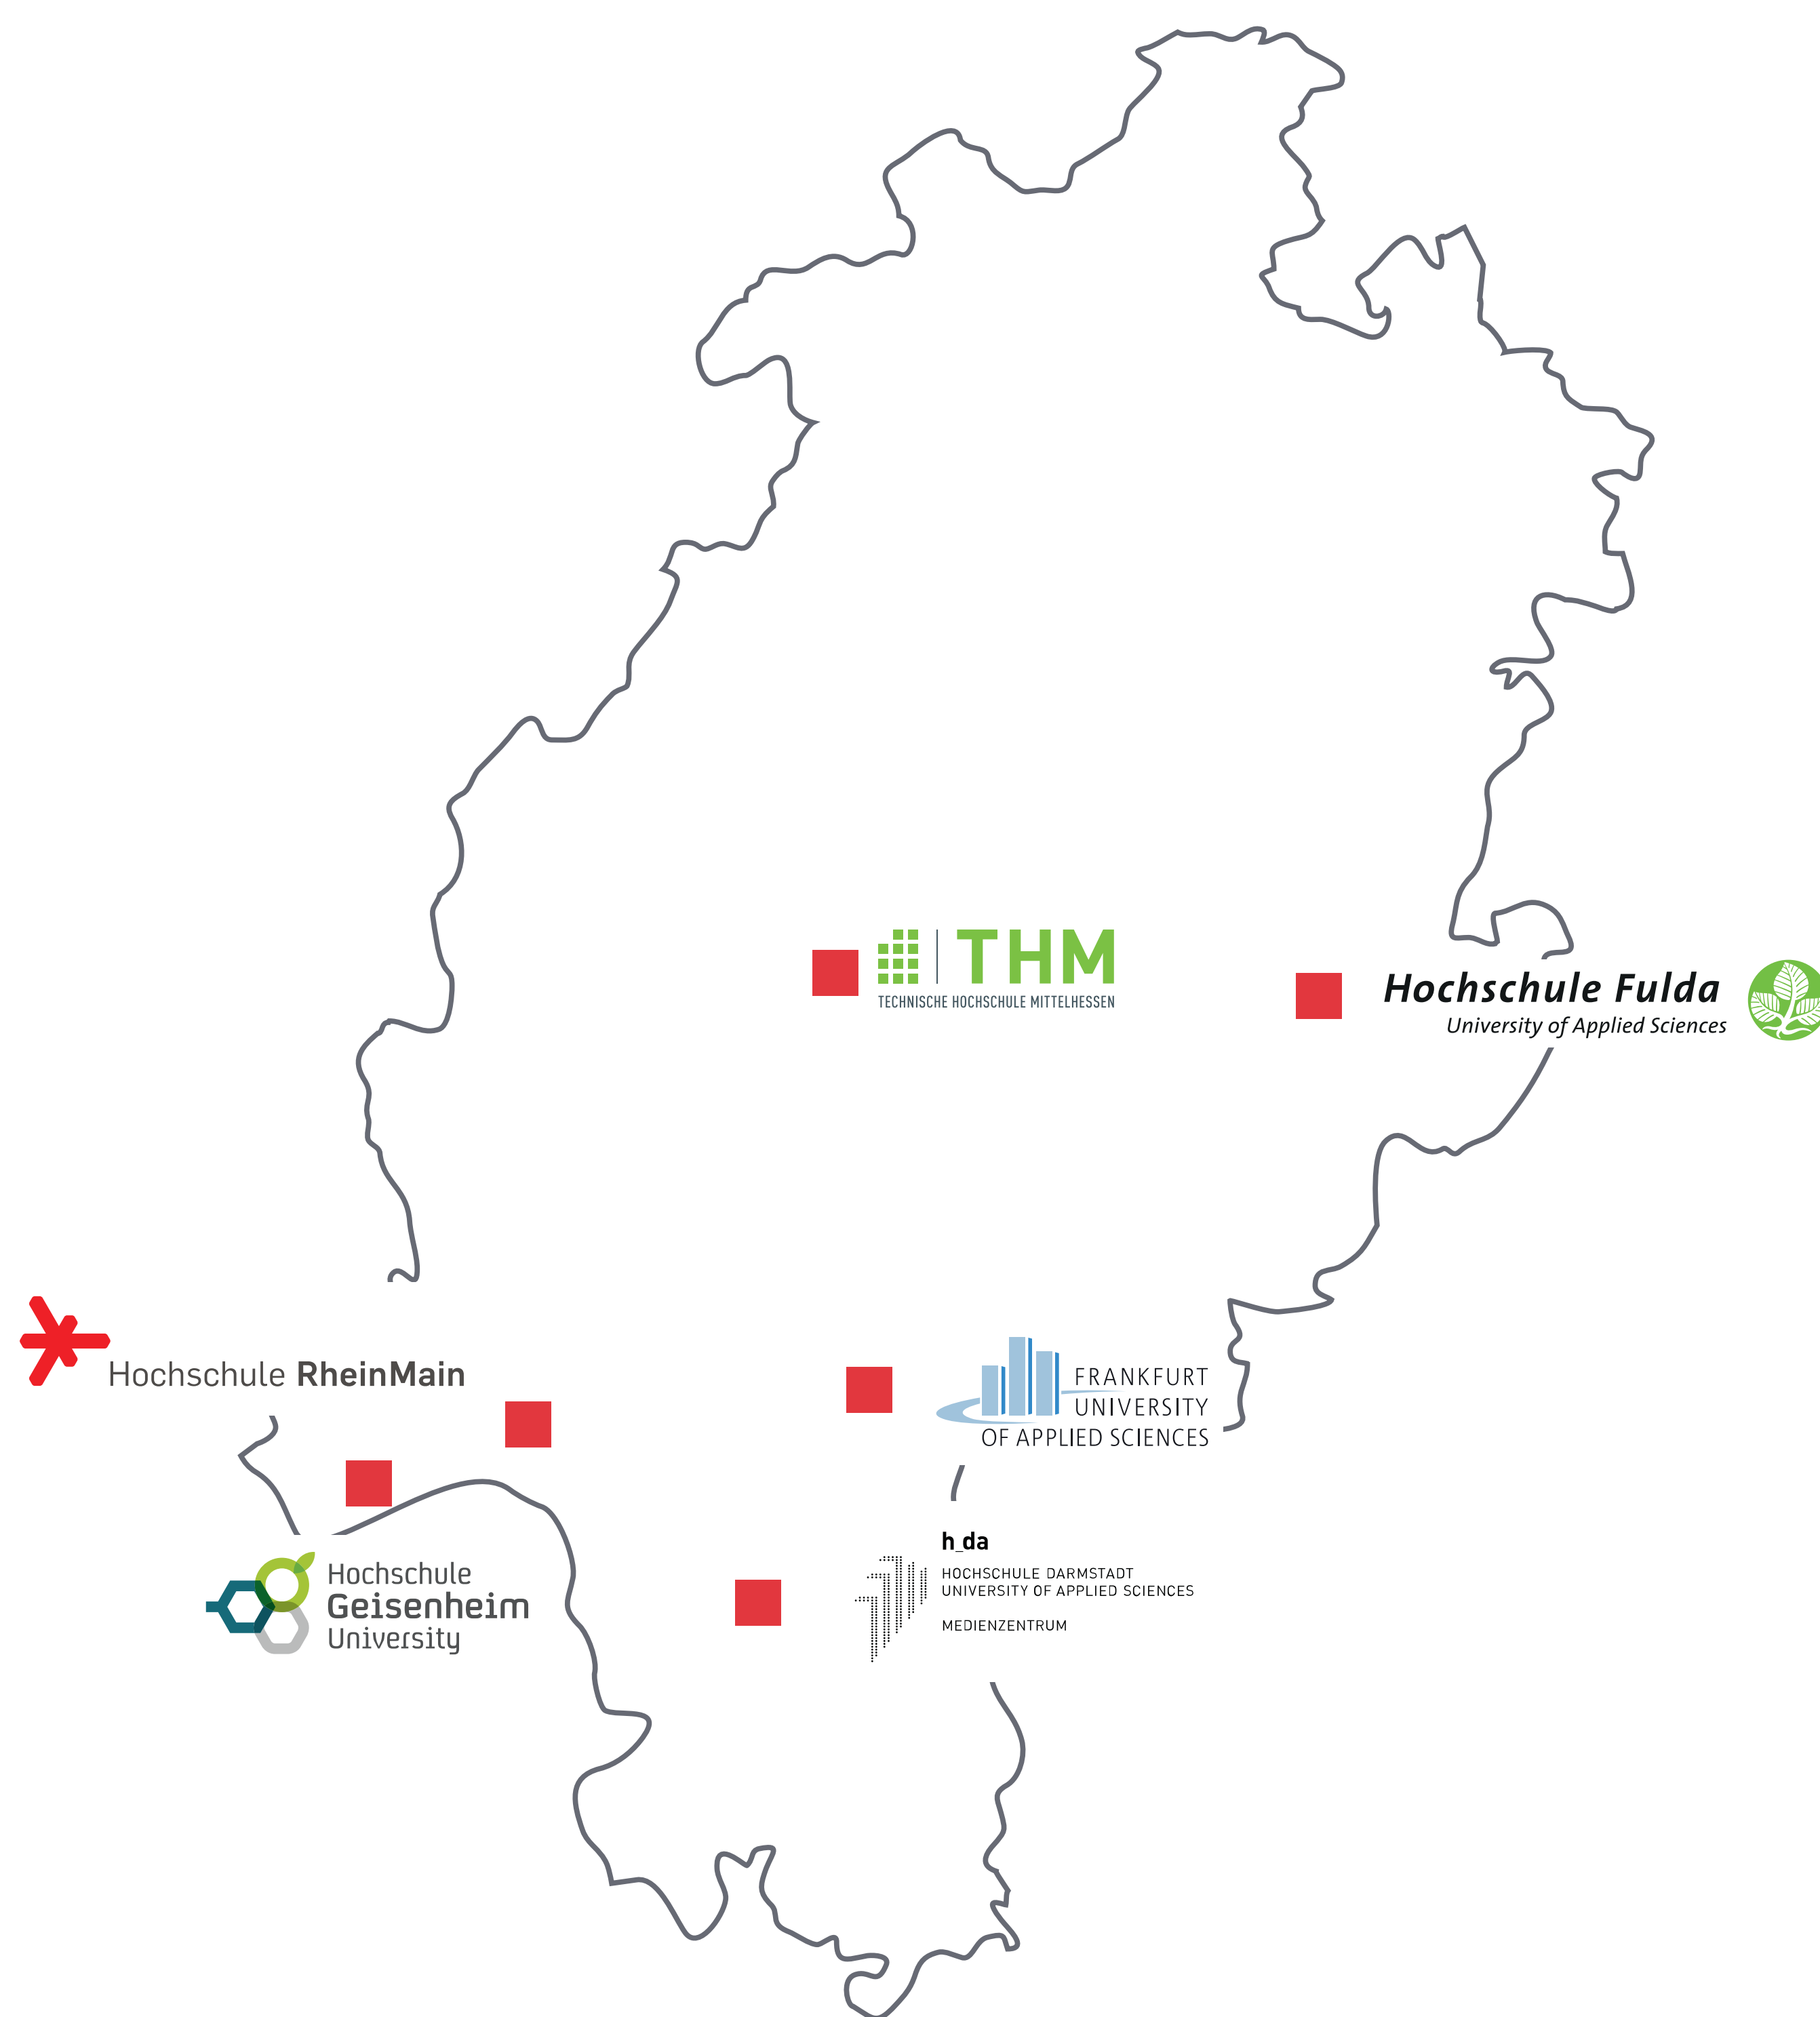 THM
TECHNISCHE HOCHSCHULE MITTELHESSEN
Hochschule Fulda
University of Applied Sciences
Hochschule RheinMain
FRANKFURT
UNIVERSITY
OF APPLIED SCIENCES
h_da
HOCHSCHULE DARMSTADT
UNIVERSITY OF APPLIED SCIENCES
MEDIENZENTRUM
Hochschule
Geisenheim
University